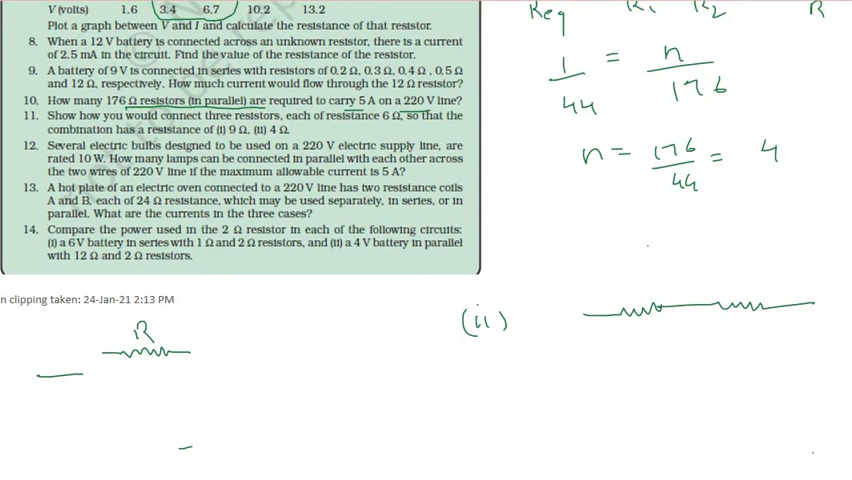 V (volts) 1.6 3.4 6.7 10.2 13.2
Plot a graph between V and I and calculate the resistance of that resistor.
8. When a 12 V battery is connected across an unknown resistor, there is a current
of 2.5 mA in the circuit. Find the value of the resistance of the resistor.
9. A battery of 9 V is connected in series with resistors of 0.2 Ω, 0.3 Ω, 0.4 Ω , 0.5 Ω
and 12 Ω, respectively. How much current would flow through the 12 Ω resistor?
10. How many 176 Ω resistors (in parallel) are required to carry 5 A on a 220 V line?
11. Show how you would connect three resistors, each of resistance 6 Ω, so that the
combination has a resistance of (i) 9 Ω, (ii) 4 Ω.
12. Several electric bulbs designed to be used on a 220 V electric supply line, are
rated 10 W. How many lamps can be connected in parallel with each other across
the two wires of 220 V line if the maximum allowable current is 5 A?
13. A hot plate of an electric oven connected to a 220 V line has two resistance coils
A and B, each of 24 Ω resistance, which may be used separately, in series, or in
parallel. What are the currents in the three cases?
14. Compare the power used in the 2 Ω resistor in each of the following circuits:
(i) a 6 V battery in series with 1 Ω and 2 Ω resistors, and (ii) a 4 V battery in parallel
with 12 Ω and 2 Ω resistors.
n clipping taken: 24-Jan-21 2:13 PM
Req R1 R2 R
1/44 = n/176
n = 176/44 = 4
R
(ii)